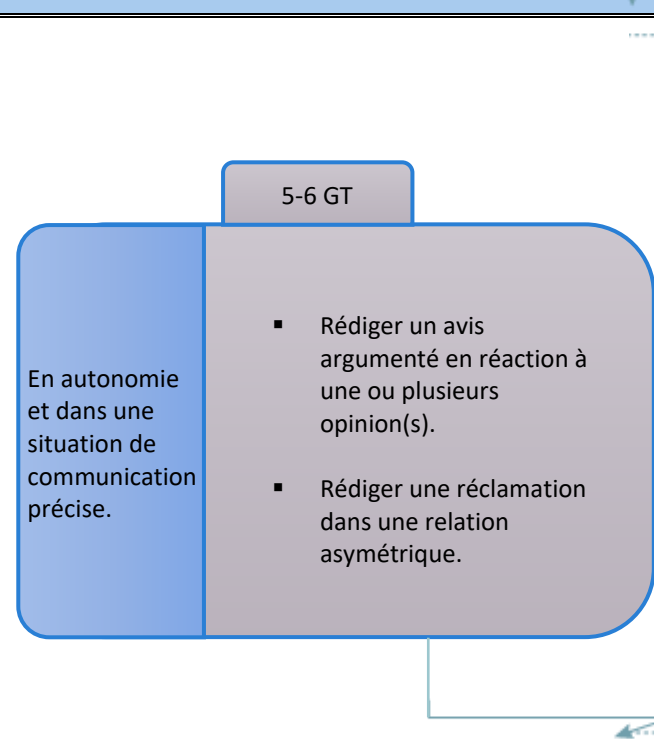 5-6 GT
En autonomie
et dans une
situation de
communication
précise.
▪ Rédiger un avis
argumenté en réaction à
une ou plusieurs
opinion(s).
▪ Rédiger une réclamation
dans une relation
asymétrique.